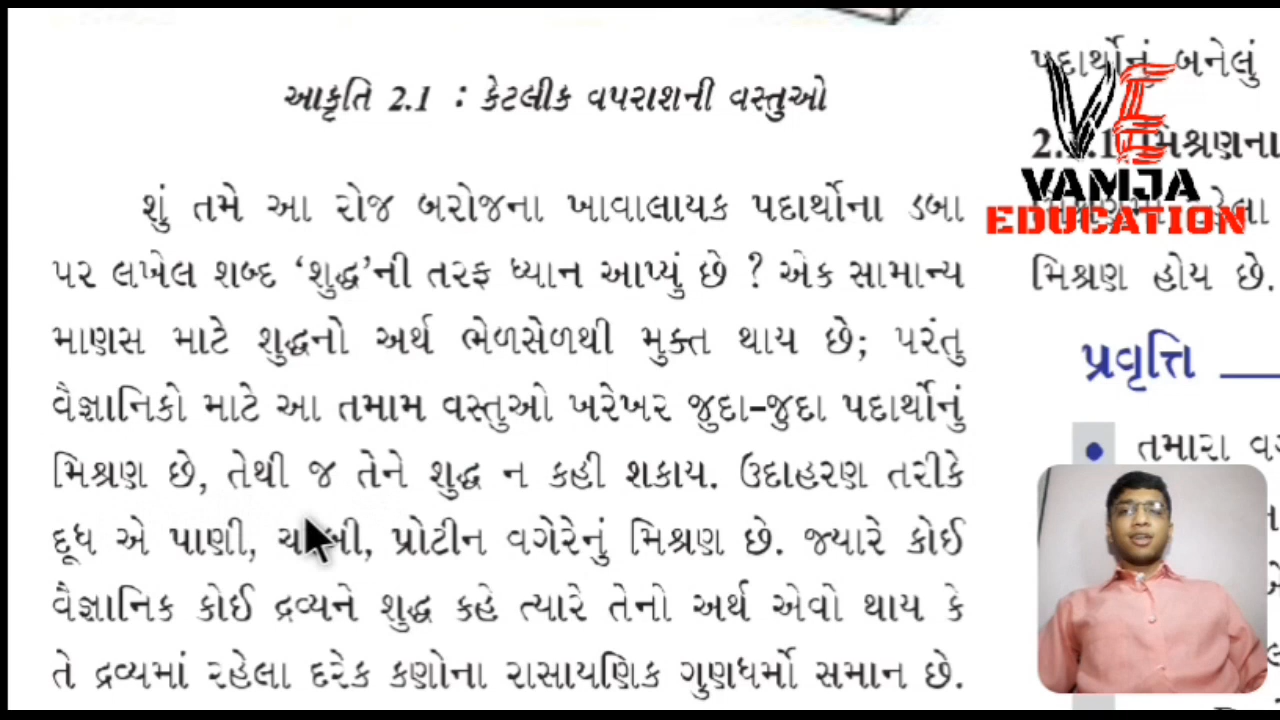 આકૃતિ 2.1 : કેટલીક વપરાશની વસ્તુઓ
શું તમે આ રોજ બરોજના ખાવાલાયક પદાર્થોના ડબા
પર લખેલ શબ્દ ‘શુદ્ધ’ની તરફ ધ્યાન આપ્યું છે ? એક સામાન્ય
માણસ માટે શુદ્ધનો અર્થ ભેળસેળથી મુક્ત થાય છે; પરંતુ
વૈજ્ઞાનિકો માટે આ તમામ વસ્તુઓ ખરેખર જુદા-જુદા પદાર્થોનું
મિશ્રણ છે, તેથી જ તેને શુદ્ધ ન કહી શકાય. ઉદાહરણ તરીકે
દૂધ એ પાણી, પ્રોટીન વગેરેનું મિશ્રણ છે. જ્યારે કોઈ
વૈજ્ઞાનિક કોઈ દ્રવ્યને શુદ્ધ કહે ત્યારે તેનો અર્થ એવો થાય કે
તે દ્રવ્યમાં રહેલા દરેક કણોના રાસાયણિક ગુણધર્મો સમાન છે.
પદાર્થોનું બનેલું
મિશ્રણના
મિશ્રણ હોય છે.
પ્રવૃત્તિ
તમારા
VE
VAMJA
EDUCATION